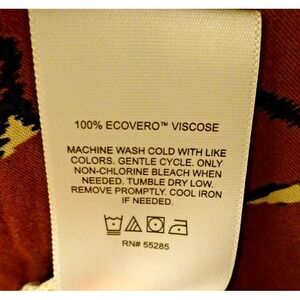 100% ECOVERO™ VISCOSE
MACHINE WASH COLD WITH LIKE
COLORS. GENTLE CYCLE. ONLY
NON-CHLORINE BLEACH WHEN
NEEDED. TUMBLE DRY LOW.
REMOVE PROMPTLY. COOL IRON
IF NEEDED.
RN# 55285